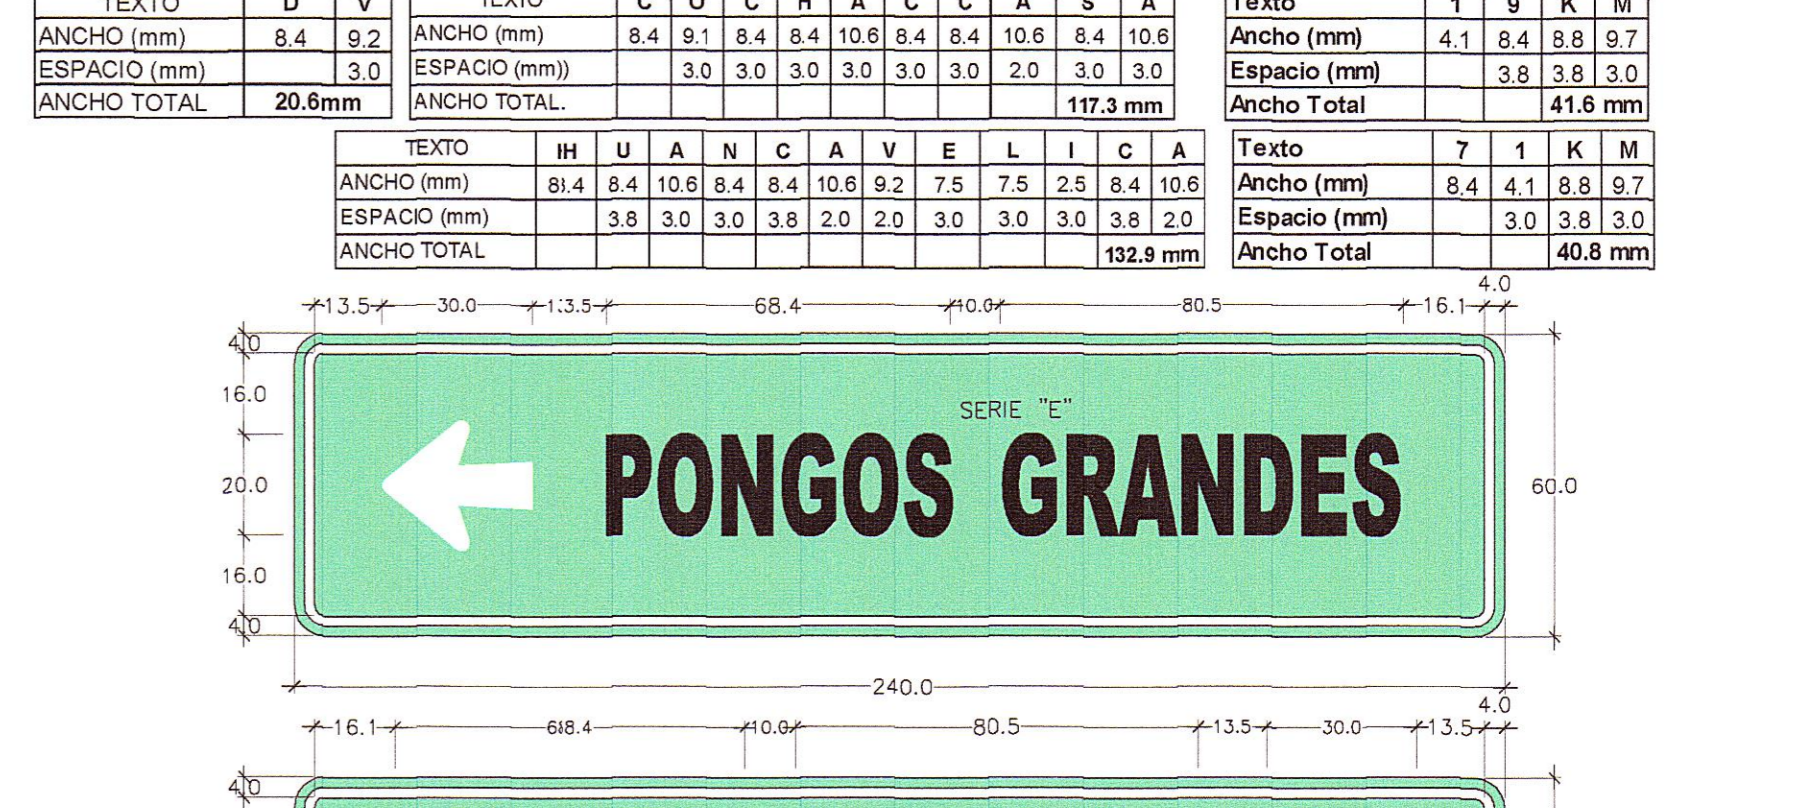 TEXTO D V
ANCHO (mm) 8.4 9.2
ESPACIO (mm) 3.0
ANCHO TOTAL 20.6mm
TEXTO C O C H A C C A S A
ANCHO (mm) 8.4 9.1 8.4 8.4 10.6 8.4 8.4 10.6 8.4 10.6
ESPACIO (mm)) 3.0 3.0 3.0 3.0 3.0 3.0 2.0 3.0 3.0
ANCHO TOTAL. 117.3 mm
Texto 1 9 K M
Ancho (mm) 4.1 8.4 8.8 9.7
Espacio (mm) 3.8 3.8 3.0
Ancho Total 41.6 mm
TEXTO H U A N C A V E L I C A
ANCHO (mm) 8.4 8.4 10.6 8.4 8.4 10.6 9.2 7.5 7.5 2.5 8.4 10.6
ESPACIO (mm) 3.8 3.0 3.0 3.8 2.0 2.0 3.0 3.0 3.0 3.8 2.0
ANCHO TOTAL 132.9 mm
Texto 7 1 K M
Ancho (mm) 8.4 4.1 8.8 9.7
Espacio (mm) 3.0 3.8 3.0
Ancho Total 40.8 mm
4.0
13.5 30.0 13.5 68.4 10.0 80.5 16.1
4.0
16.0
SERIE "E"
PONGOS GRANDES
20.0
60.0
16.0
4.0
240.0
4.0
16.1 68.4 10.0 80.5 13.5 30.0 13.5
4.0